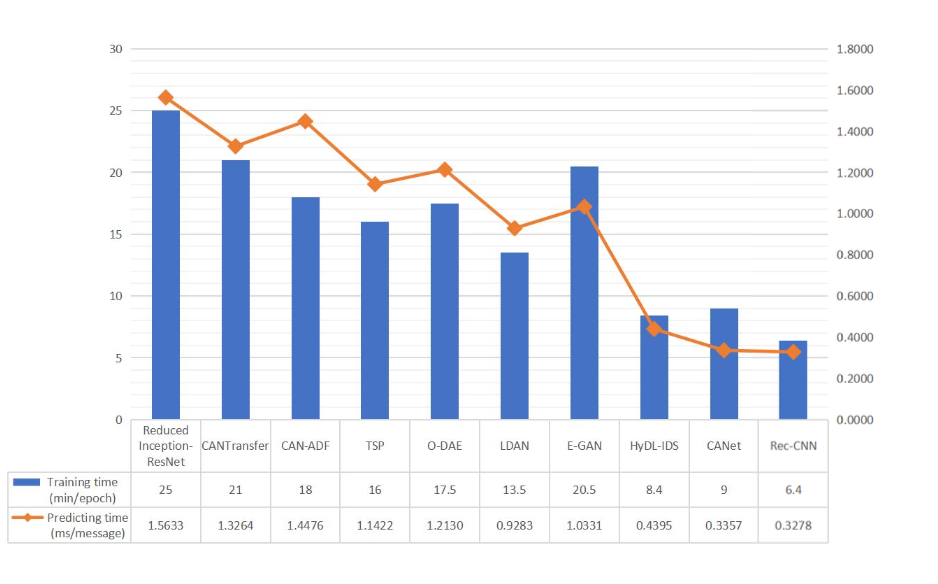 30
25
20
15
10
5
0
1.8000
1.6000
1.4000
1.2000
1.0000
0.8000
0.6000
0.4000
0.2000
0.0000
Reduced
Inception-
ResNet
CANTransfer
CAN-ADF
TSP
O-DAE
LDAN
E-GAN
HyDL-IDS
CANet
Rec-CNN
Training time
(min/epoch)
25
21
18
16
17.5
13.5
20.5
8.4
9
6.4
Predicting time
(ms/message)
1.5633
1.3264
1.4476
1.1422
1.2130
0.9283
1.0331
0.4395
0.3357
0.3278